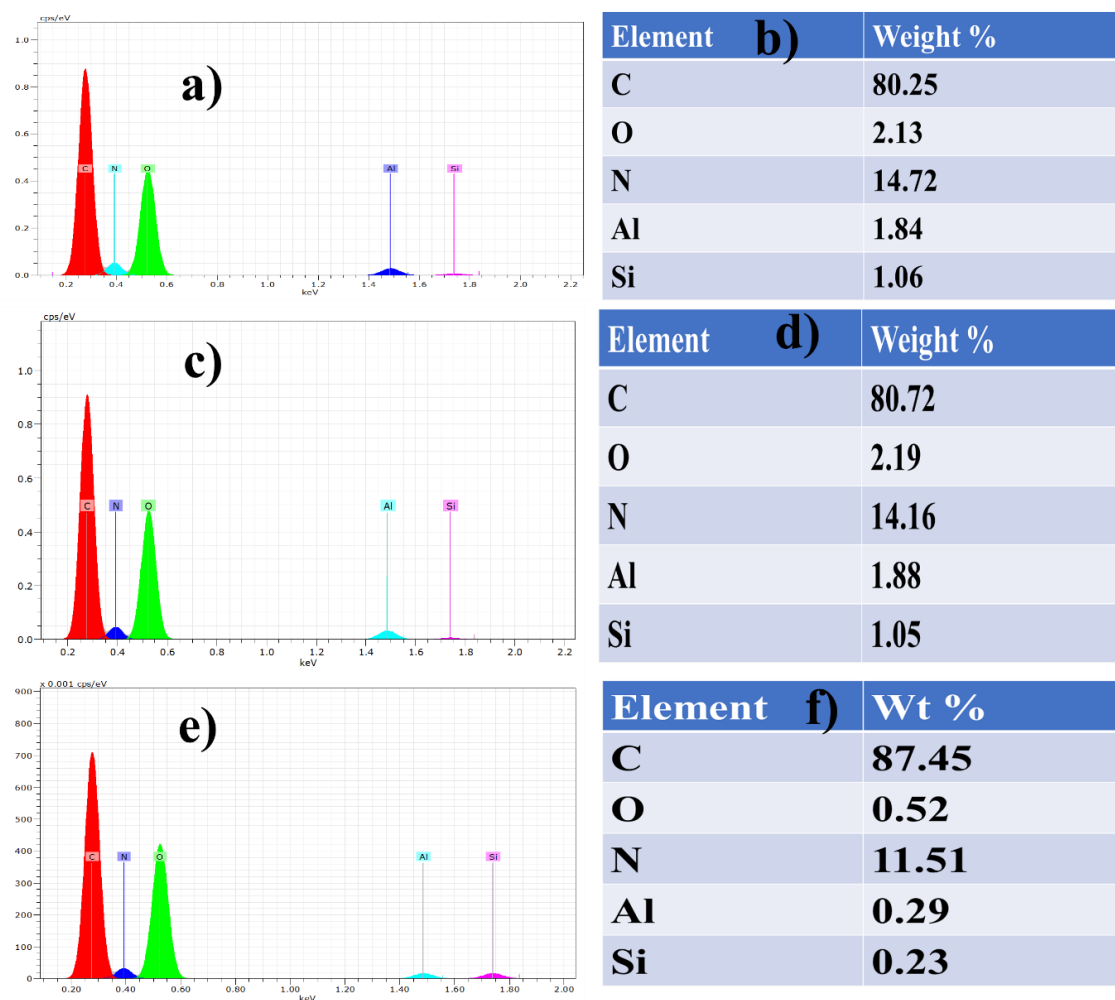 cps/eV
a)
1.0
0.8
0.6
0.4
0.2
0.0
C N O Al Si
0.2 0.4 0.6 0.8 1.0 1.2 1.4 1.6 1.8 2.0 2.2
keV
b)
Element Weight %
C 80.25
O 2.13
N 14.72
Al 1.84
Si 1.06
cps/eV
c)
1.0
0.8
0.6
0.4
0.2
0.0
C N O Al Si
0.2 0.4 0.6 0.8 1.0 1.2 1.4 1.6 1.8 2.0 2.2
keV
d)
Element Weight %
C 80.72
O 2.19
N 14.16
Al 1.88
Si 1.05
x 0.001 cps/eV
e)
900
800
700
600
500
400
300
200
100
0
C N O Al Si
0.20 0.40 0.60 0.80 1.00 1.20 1.40 1.60 1.80 2.00
keV
f)
Element Wt %
C 87.45
O 0.52
N 11.51
Al 0.29
Si 0.23